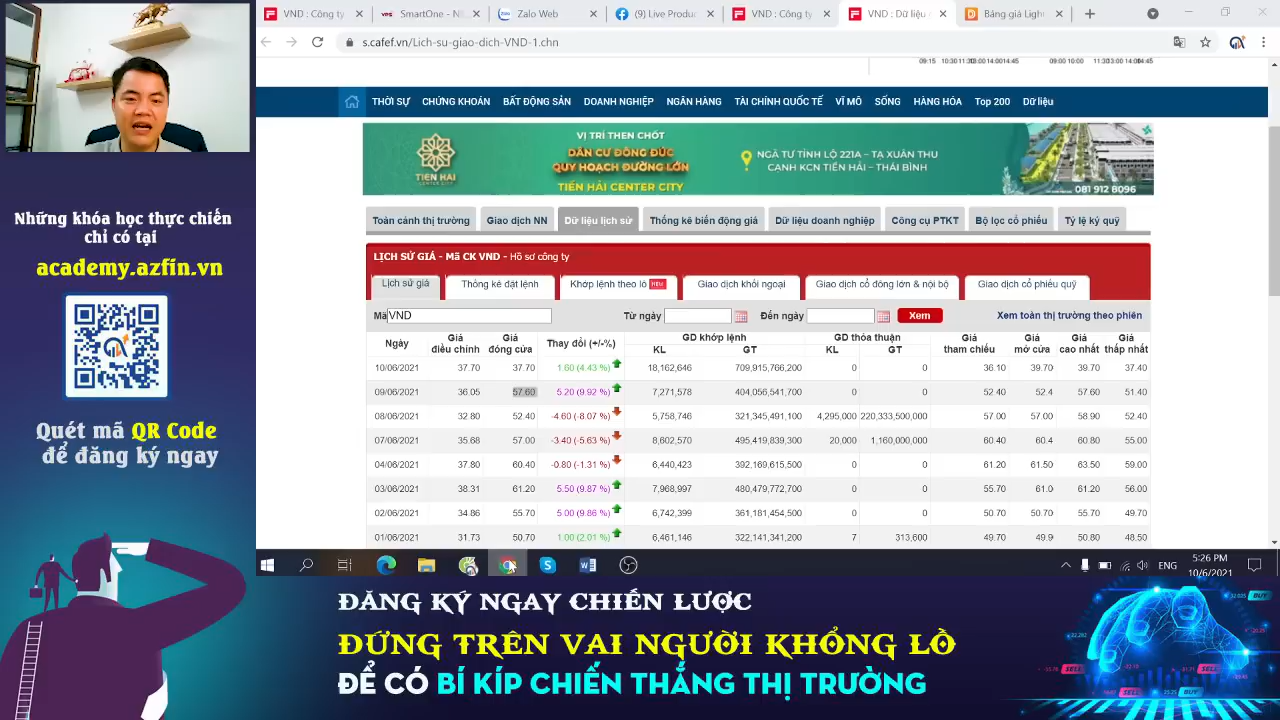 VND : Công ty
SmartOne - N
Zalo Web
(9) Live Produ
VND : Công ty
VND : Dữ liệu
Bảng giá Light
s.cafef.vn/Lich-su-giao-dich-VND-1.chn
THỜI SỰ CHỨNG KHOÁN BẤT ĐỘNG SẢN DOANH NGHIỆP NGÂN HÀNG TÀI CHÍNH QUỐC TẾ VĨ MÔ SỐNG HÀNG HÓA Top 200 Dữ liệu
TIEN HAI
CENTER CITY
VỊ TRÍ THEN CHỐT
DÂN CƯ ĐÔNG ĐÚC
QUY HOẠCH ĐƯỜNG LỚN
TIỀN HẢI CENTER CITY
NGÃ TƯ TỈNH LỘ 221A – TẠ XUÂN THU
CẠNH KCN TIỀN HẢI – THÁI BÌNH
081 912 8096
Toàn cảnh thị trường Giao dịch NN Dữ liệu lịch sử Thống kê biến động giá Dữ liệu doanh nghiệp Công cụ PTKT Bộ lọc cổ phiếu Tỷ lệ ký quỹ
LỊCH SỬ GIÁ - Mã CK VND - Hồ sơ công ty
Lịch sử giá Thống kê đặt lệnh Khớp lệnh theo lô Giao dịch khối ngoại Giao dịch cổ đông lớn & nội bộ Giao dịch cổ phiếu quỹ
Mã VND Từ ngày Đến ngày Xem Xem toàn thị trường theo phiên
Ngày Giá điều chỉnh Giá đóng cửa Thay đổi (+/-%) GD khớp lệnh KL GT GD thỏa thuận KL GT Giá tham chiếu Giá mở cửa Giá cao nhất Giá thấp nhất
10/06/2021 37.70 37.70 18,162,646 0 0 36.10 39.70 39.70 37.40
09/06/2021 36.05 57.60 5.20 (9.92 %) 7,271,578 0 0 52.40 52.4 57.60 51.40
08/06/2021 32.80 52.40 -4.60 (-8.07 %) 5,758,746 321,345,491,100 4,295,000 220,333,500,000 57.00 57.00 58.90 52.40
07/06/2021 35.68 57.00 8,602,570 495,419,839,300 1,160,000,000 60.40 60.4 60.80 55.00
04/06/2021 37.80 60.40 -0.80 (-1.31 %) 6,440,423 392,169,615,500 0 0 61.20 61.50 63.50 59.00
03/06/2021 38.31 61.20 5.50 (9.87 %) 7,968,997 480,479,772,700 0 0 55.70 61.0 61.20 56.00
02/06/2021 34.86 55.70 5.00 (9.86 %) 6,742,399 361,181,454,500 0 0 50.70 50.70 55.70 49.70
01/06/2021 31.73 50.70 1.00 (2.01 %) 6,461,146 322,141,341,200 7 313,600 49.70 49.9 50.80 48.50
ENG
5:26 PM
10/6/2021
Những khóa học thực chiến
chỉ có tại
academy.azfin.vn
Quét mã QR Code
để đăng ký ngay
ĐĂNG KÝ NGAY CHIẾN LƯỢC
ĐỨNG TRÊN VAI NGƯỜI KHỔNG LỒ
ĐỂ CÓ BÍ KÍP CHIẾN THẮNG THỊ TRƯỜNG
SELL
BUY
SELL
SELL
BUY